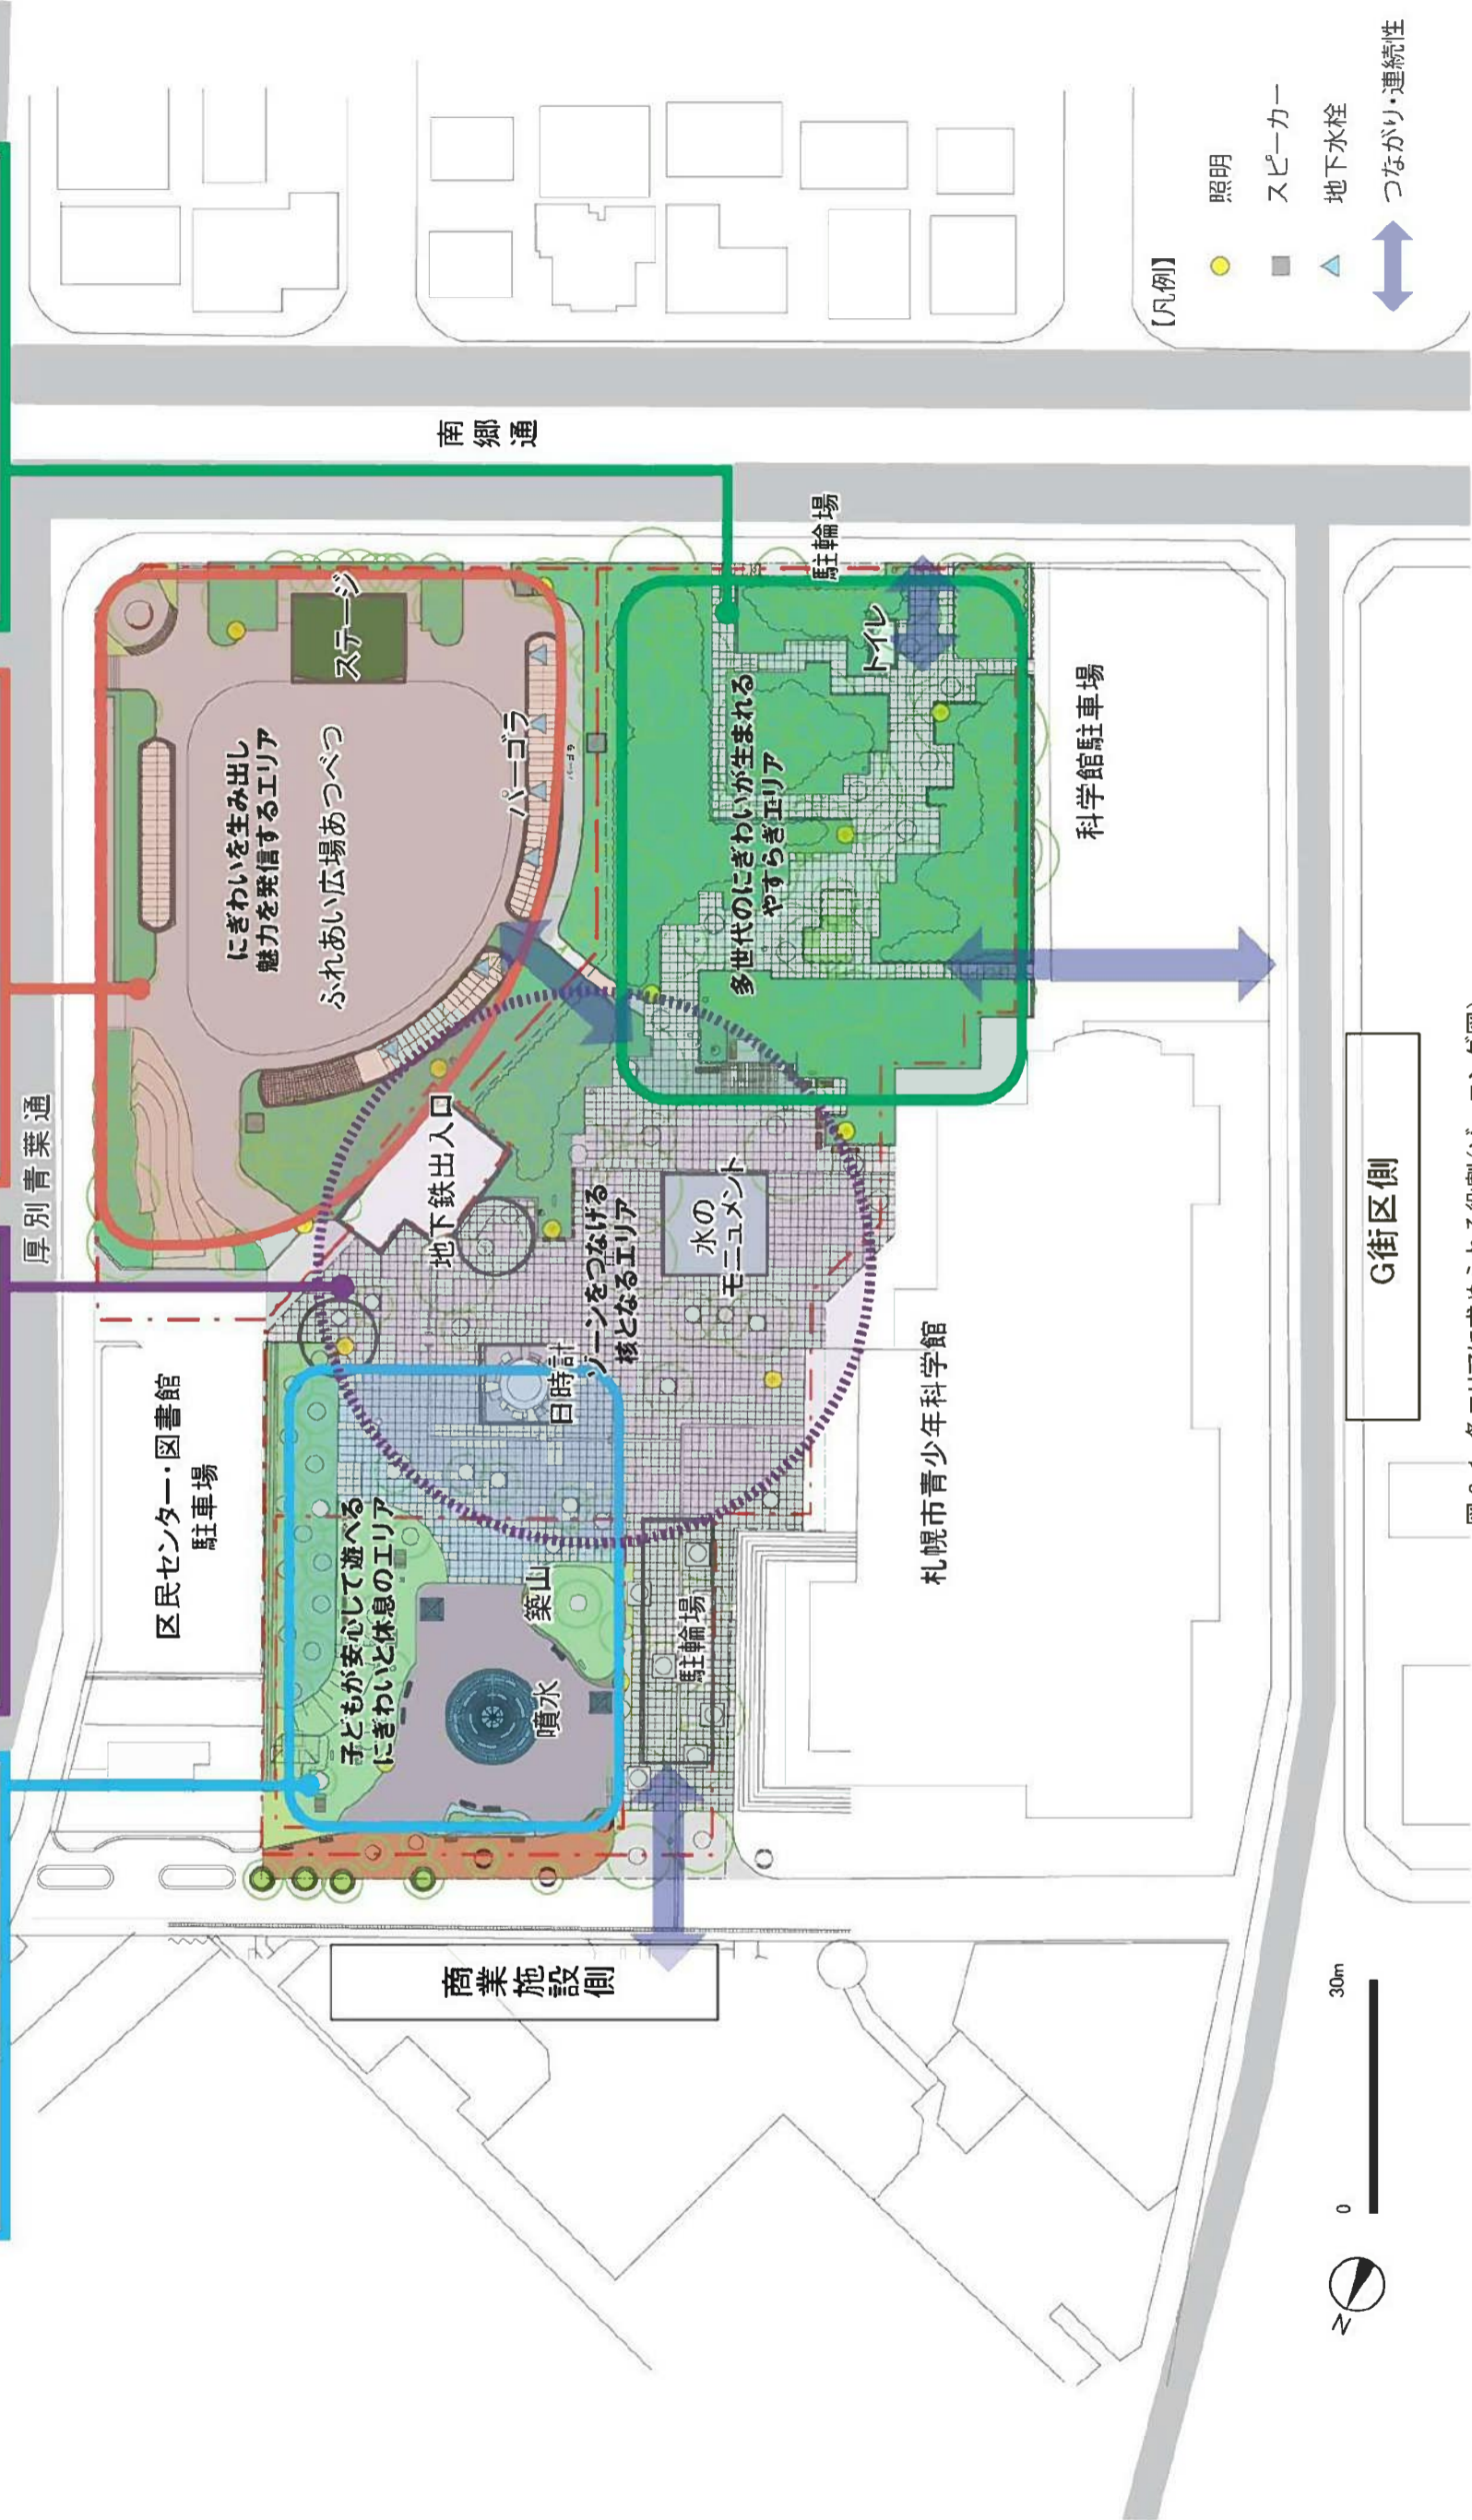 厚別青葉通
区民センター・図書館
駐車場
にぎわいを生み出し
魅力を発信するエリア
ふれあい広場あつべつ
ステージ
パーゴラ
パーゴラ
地下鉄出入口
南郷通
子どもが安心して遊べる
にぎわいと休息のエリア
噴水
築山
日時計
ゾーンをつなげる
核となるエリア
水の
モニュメント
多世代のにぎわいが生まれる
やすらぎエリア
トイレ
駐輪場
駐輪場
商業施設側
札幌市青少年科学館
科学館駐車場
G街区側
【凡例】
照明
スピーカー
地下水栓
つながり・連続性
N
0 30m